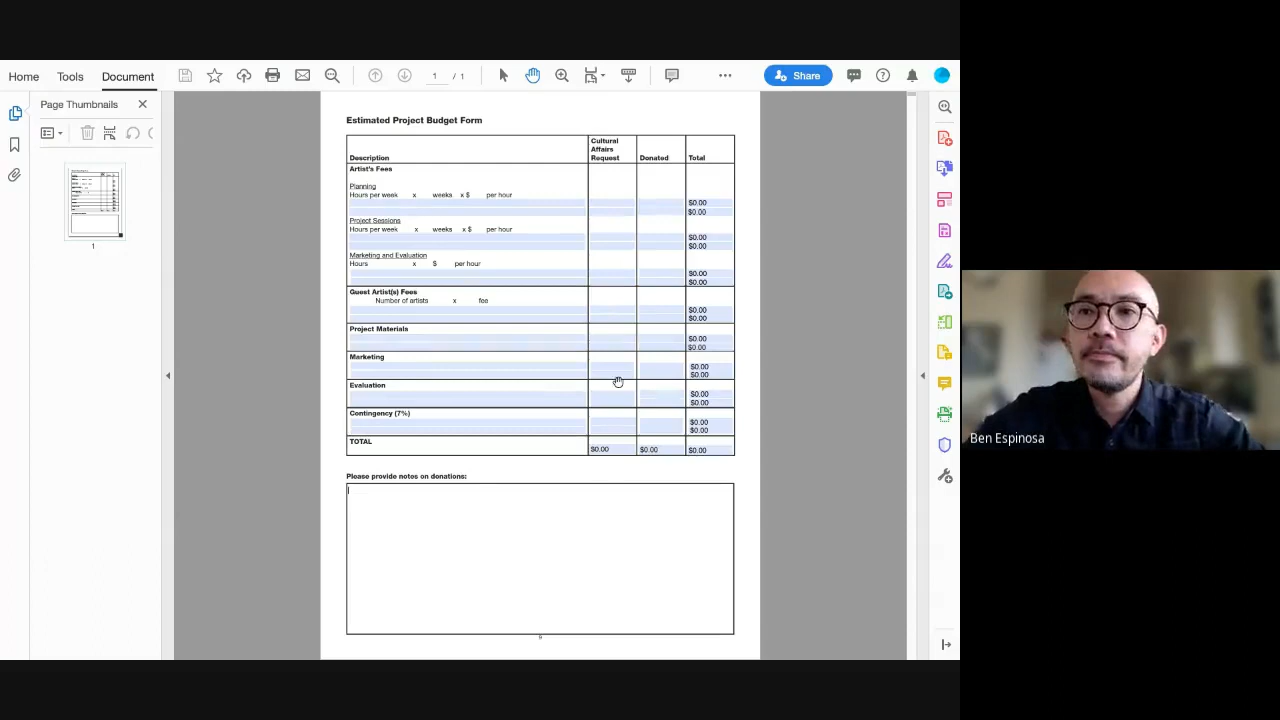 Home Tools Document 1 / 1 Share
Page Thumbnails
1
Estimated Project Budget Form
Description Cultural Affairs Request Donated Total
Artist's Fees
Planning
Hours per week x weeks x $ per hour
$0.00
$0.00
Project Sessions
Hours per week x weeks x $ per hour
$0.00
$0.00
Marketing and Evaluation
Hours x $ per hour
$0.00
$0.00
Guest Artist(s) Fees
Number of artists x fee
$0.00
$0.00
Project Materials
$0.00
$0.00
Marketing
$0.00
$0.00
Evaluation
$0.00
$0.00
Contingency (7%)
$0.00
$0.00
TOTAL
$0.00 $0.00 $0.00
Please provide notes on donations:
9
Ben Espinosa